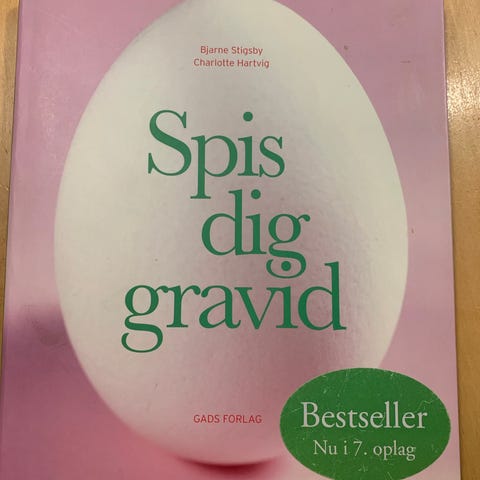 Bjarne Stigsby
Charlotte Hartvig
Spis
dig
gravid
GADS FORLAG
Bestseller
Nu i 7. oplag